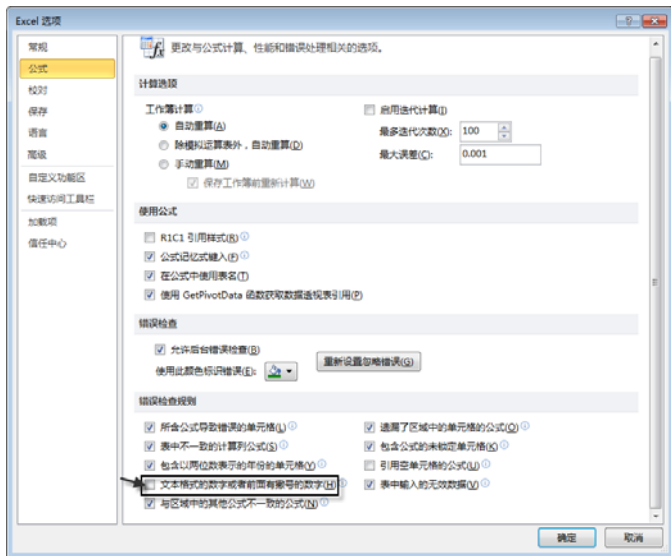 Excel 选项
常规
公式
校对
保存
语言
高级
自定义功能区
快速访问工具栏
加载项
信任中心
更改与公式计算、性能和错误处理相关的选项。
计算选项
工作簿计算
自动重算(A)
除模拟运算表外，自动重算(D)
手动重算(M)
保存工作簿前重新计算(W)
启用迭代计算(I)
最多迭代次数(X): 100
最大误差(C): 0.001
使用公式
R1C1 引用样式(R)
公式记忆式键入(F)
在公式中使用表名(T)
使用 GetPivotData 函数获取数据透视表引用(P)
错误检查
允许后台错误检查(B)
使用此颜色标识错误(E):
重新设置忽略错误(G)
错误检查规则
所含公式导致错误的单元格(L)
表中不一致的计算列公式(S)
包含以两位数表示的年份的单元格(Y)
文本格式的数字或者前面有撇号的数字(H)
与区域中的其他公式不一致的公式(N)
遗漏了区域中的单元格的公式(O)
包含公式的未锁定单元格(K)
引用空单元格的公式(U)
表中输入的无效数据(V)
确定
取消